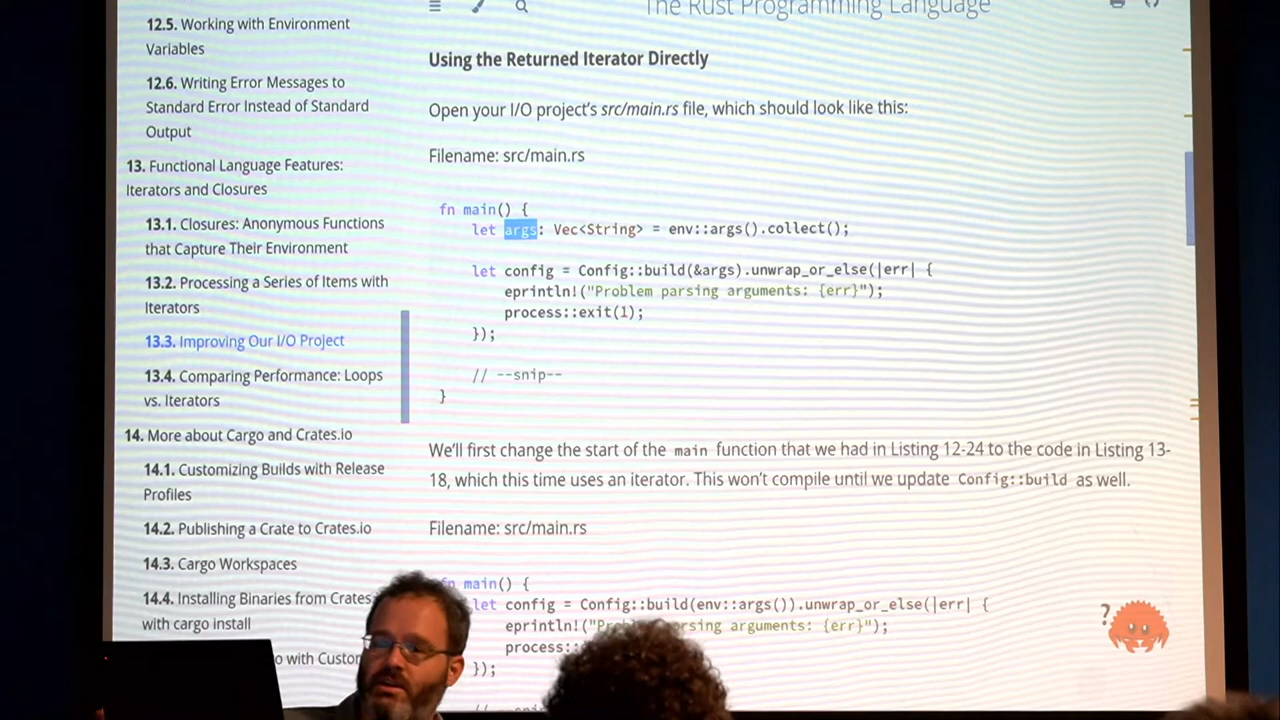 The Rust Programming Language
12.5. Working with Environment
Variables
12.6. Writing Error Messages to
Standard Error Instead of Standard
Output
13. Functional Language Features:
Iterators and Closures
13.1. Closures: Anonymous Functions
that Capture Their Environment
13.2. Processing a Series of Items with
Iterators
13.3. Improving Our I/O Project
13.4. Comparing Performance: Loops
vs. Iterators
14. More about Cargo and Crates.io
14.1. Customizing Builds with Release
Profiles
14.2. Publishing a Crate to Crates.io
14.3. Cargo Workspaces
14.4. Installing Binaries from Crates
with cargo install
o with Custo
Using the Returned Iterator Directly
Open your I/O project’s src/main.rs file, which should look like this:
Filename: src/main.rs
fn main() {
let args: Vec<String> = env::args().collect();
let config = Config::build(&args).unwrap_or_else(|err| {
eprintln!("Problem parsing arguments: {err}");
process::exit(1);
});
// --snip--
}
We’ll first change the start of the main function that we had in Listing 12-24 to the code in Listing 13-
18, which this time uses an iterator. This won’t compile until we update Config::build as well.
Filename: src/main.rs
fn main() {
let config = Config::build(env::args()).unwrap_or_else(|err| {
eprintln!("Pro rsing arguments: {err}");
process::
});
?